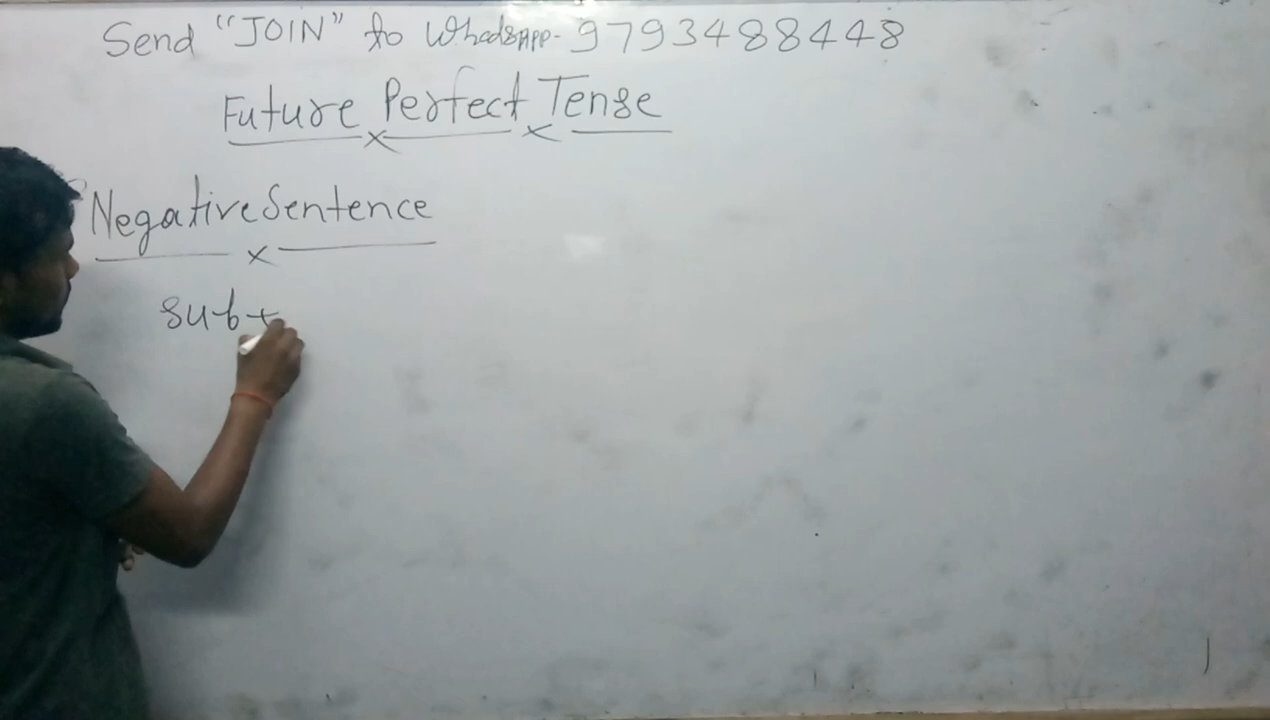 Send "JOIN" to WhatsApp- 9793488448
Future Perfect Tense
Negative Sentence
sub +